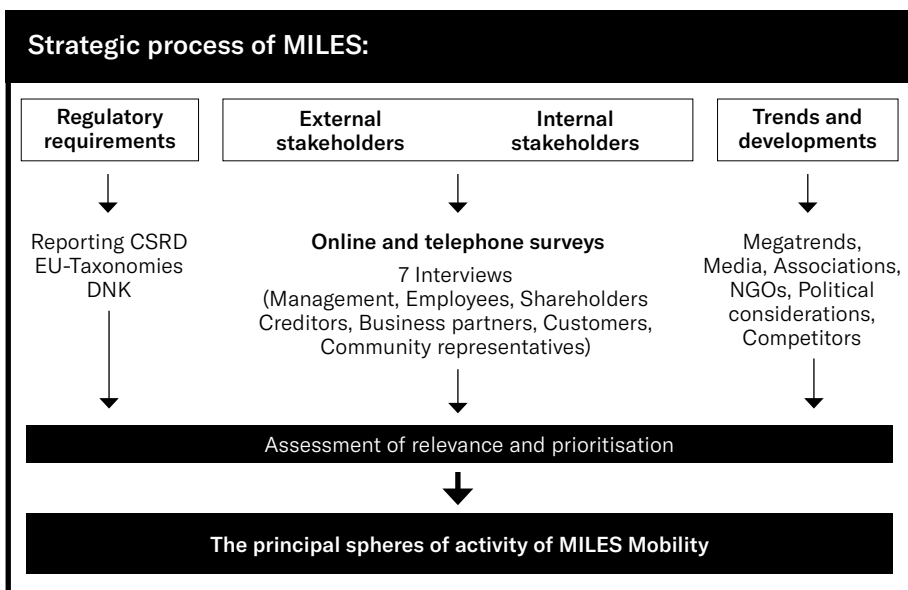 Strategic process of MILES:
Regulatory
requirements
External
stakeholders
Internal
stakeholders
Trends and
developments
Reporting CSRD
EU-Taxonomies
DNK
Online and telephone surveys
7 Interviews
(Management, Employees, Shareholders
Creditors, Business partners, Customers,
Community representatives)
Megatrends,
Media, Associations,
NGOs, Political
considerations,
Competitors
Assessment of relevance and prioritisation
The principal spheres of activity of MILES Mobility